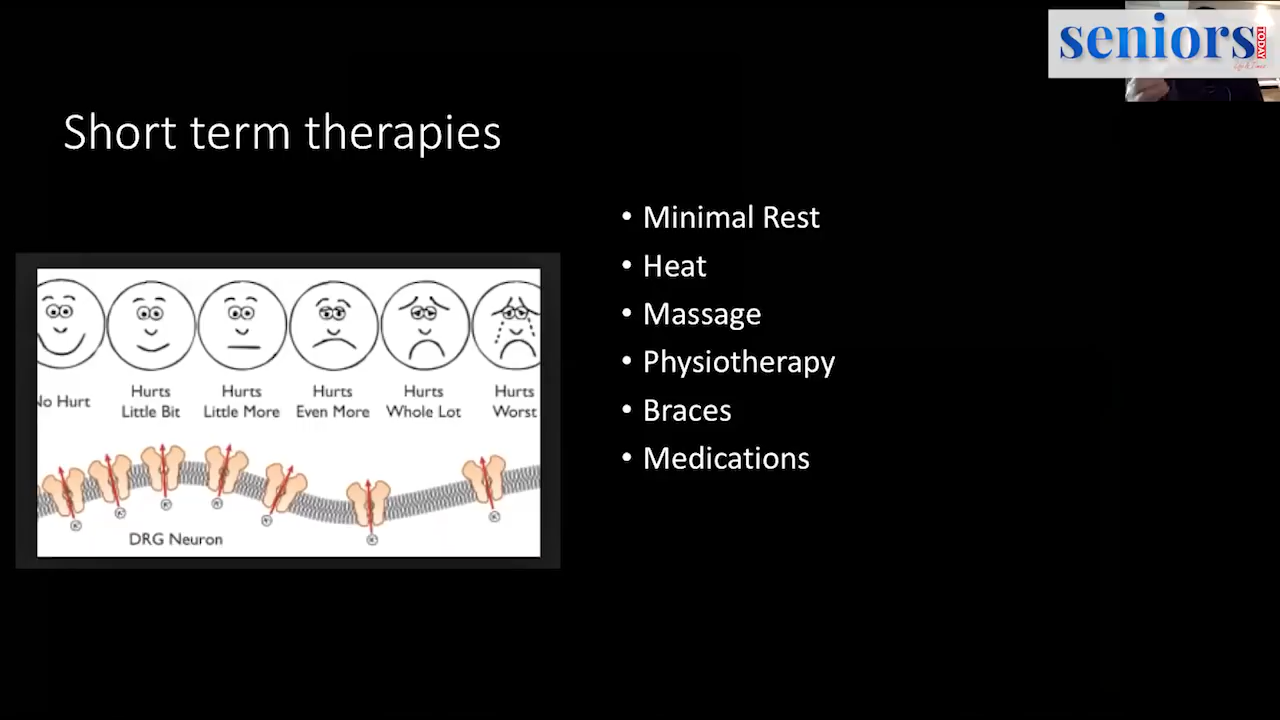 seniors
TODAY
Short term therapies
• Minimal Rest
• Heat
• Massage
• Physiotherapy
• Braces
• Medications
No Hurt
Hurts
Little Bit
Hurts
Little More
Hurts
Even More
Hurts
Whole Lot
Hurts
Worst
DRG Neuron